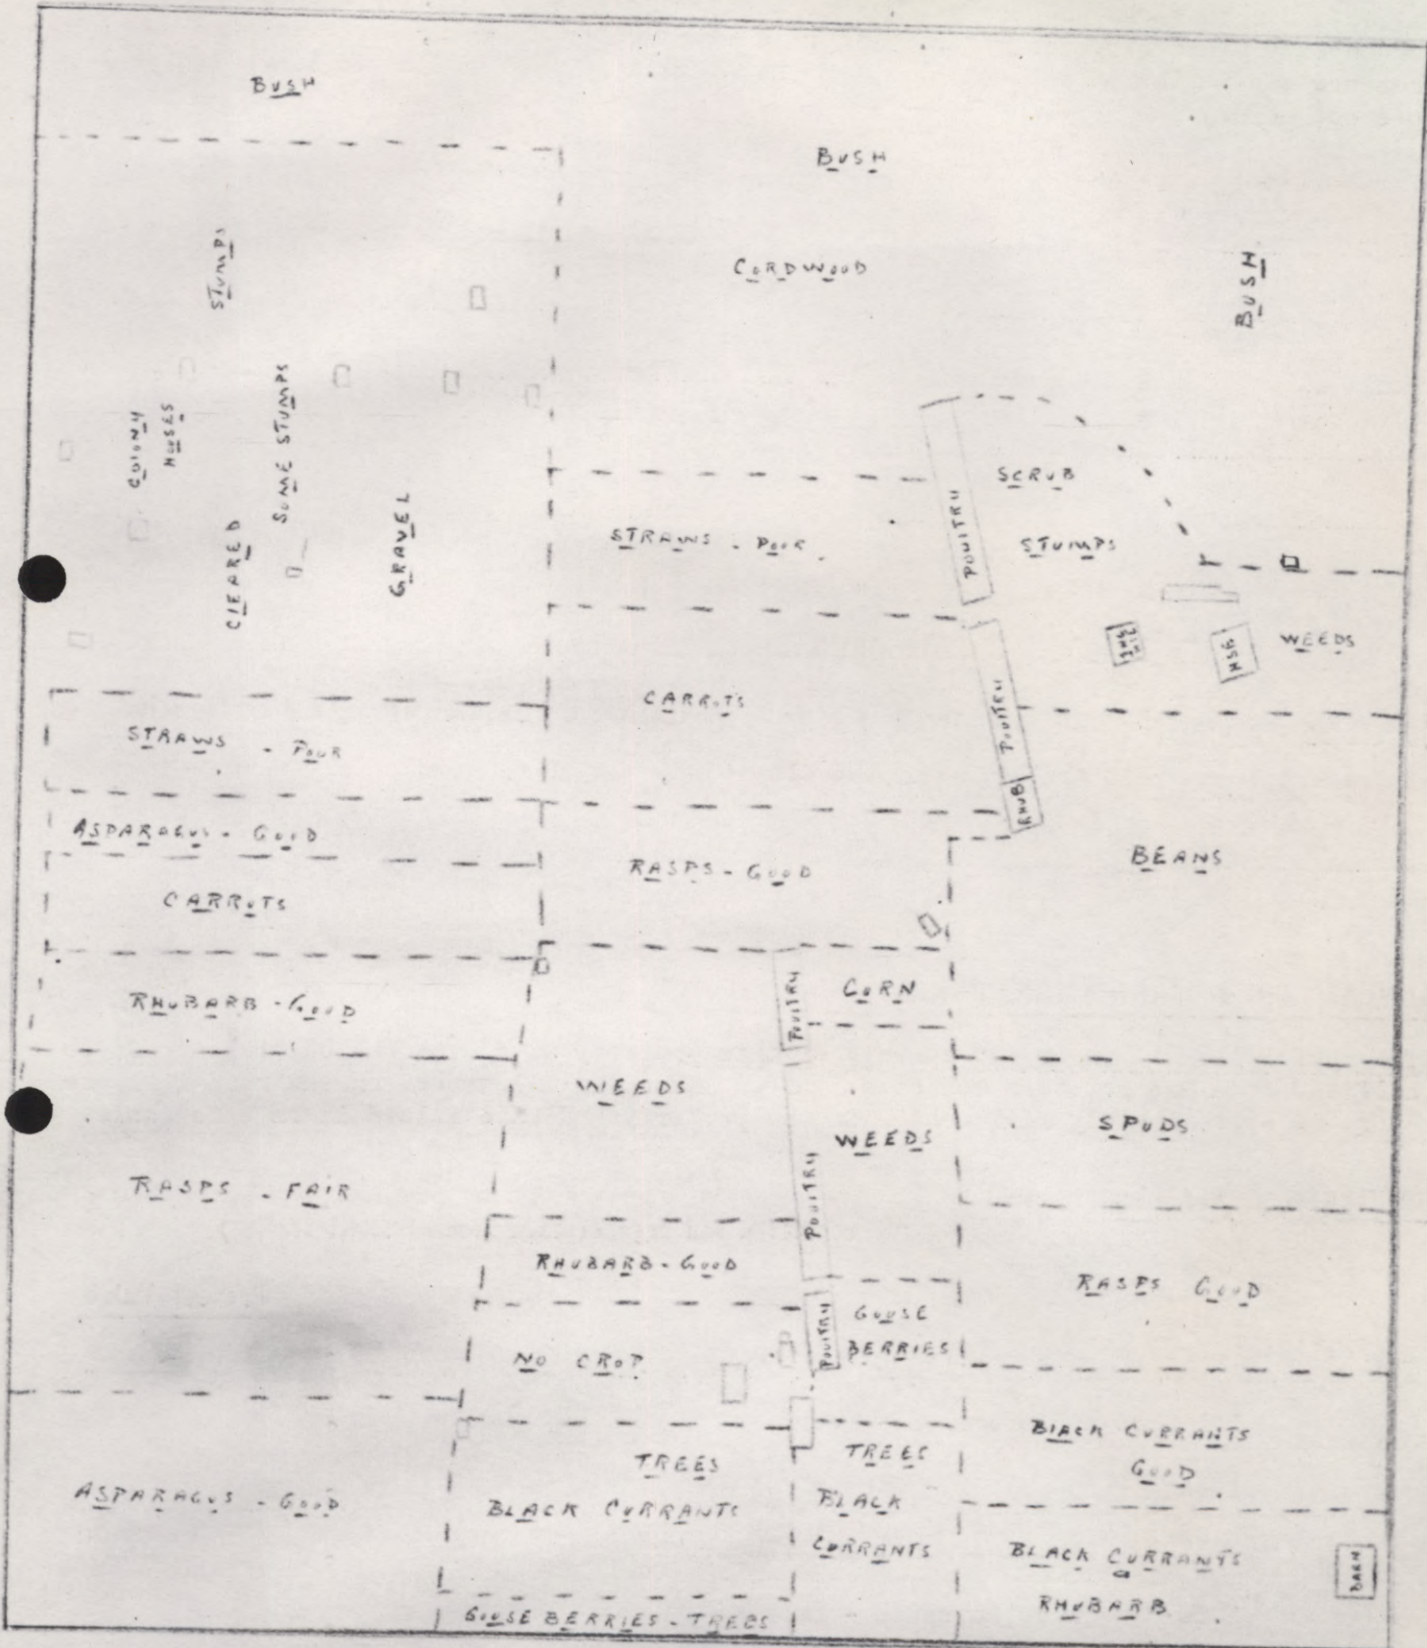 BUSH
BUSH
CORDWOOD
BUSH
STUMPS
COLONY
HOUSES
SOME STUMPS
CLEARED
GRAVEL
POULTRY
SCRUB
STUMPS
STRAWS - POOR
HSE
WEEDS
POULTRY
RHUB
CARROTS
STRAWS - POOR
ASPARAGUS - GOOD
CARROTS
RHUBARB - GOOD
RASPS - GOOD
BEANS
POULTRY
CORN
WEEDS
WEEDS
SPUDS
POULTRY
RASPS - FAIR
RHUBARB - GOOD
RASPS GOOD
POULTRY
GOOSE
BERRIES
NO CROP
BLACK CURRANTS
GOOD
TREES
BLACK CURRANTS
TREES
BLACK
CURRANTS
ASPARAGUS - GOOD
BLACK CURRANTS
RHUBARB
BARN
GOOSE BERRIES - TREES